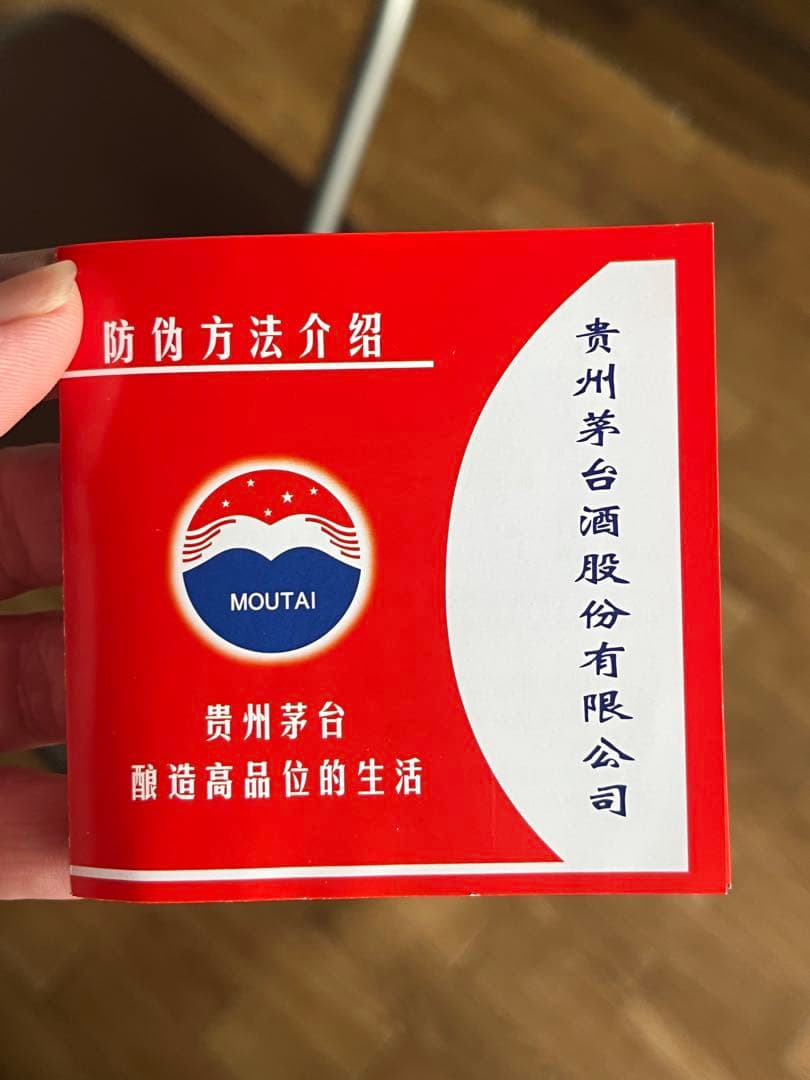 防伪方法介绍
MOUTAI
贵州茅台
酿造高品位的生活
贵州茅台酒股份有限公司